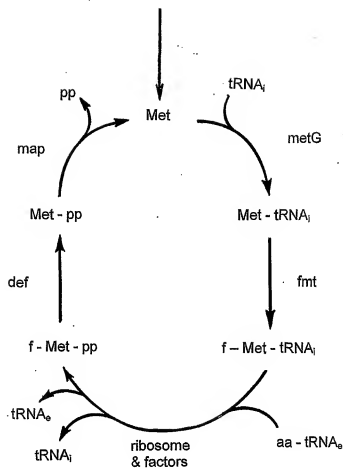 pp
tRNAi
Met
map
metG
Met - pp
Met - tRNAi
def
fmt
f - Met - pp
f – Met - tRNAi
tRNAe
tRNAi
ribosome
& factors
aa - tRNAe